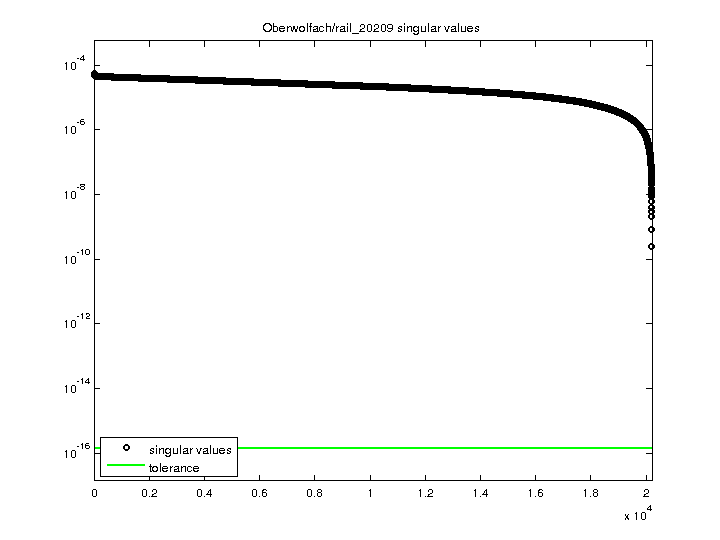 Oberwolfach/rail_20209 singular values
10^-4
10^-6
10^-8
10^-10
10^-12
10^-14
10^-16
singular values
tolerance
0 0.2 0.4 0.6 0.8 1 1.2 1.4 1.6 1.8 2
x 10^4